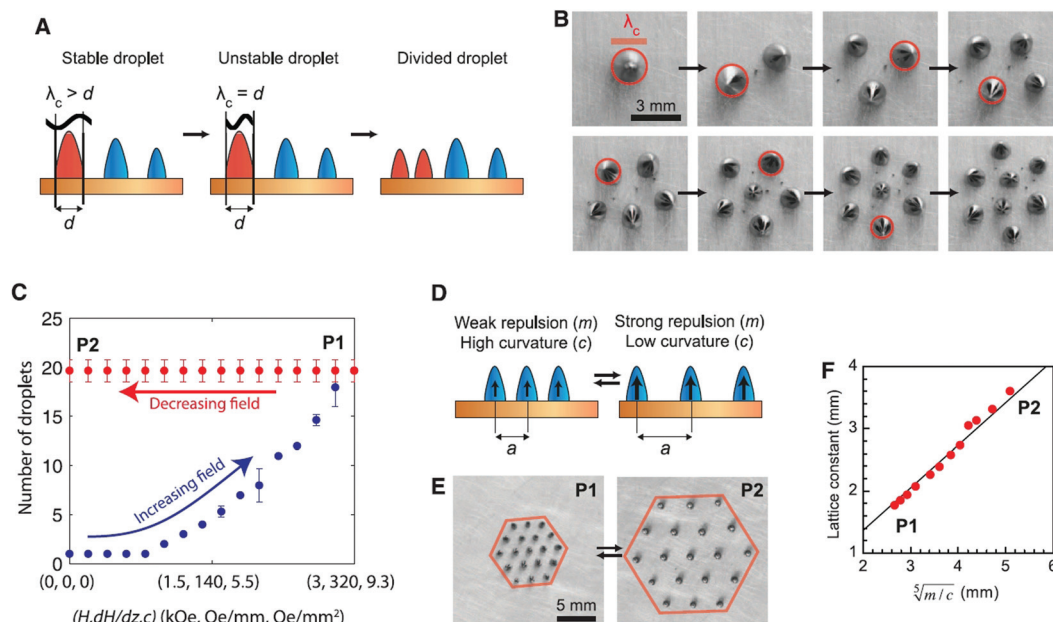 A
Stable droplet
Unstable droplet
Divided droplet
λc > d
λc = d
d
d
B
λc
3 mm
C
Number of droplets
25
20
15
10
5
0
P2
P1
Decreasing field
Increasing field
(0, 0, 0)
(1.5, 140, 5.5)
(3, 320, 9.3)
(H,dH/dz,c) (kOe, Oe/mm, Oe/mm²)
D
Weak repulsion (m)
High curvature (c)
Strong repulsion (m)
Low curvature (c)
a
a
E
P1
P2
5 mm
F
Lattice constant (mm)
4
3
2
1
P2
P1
2
3
4
5
6
⁵√m/c (mm)